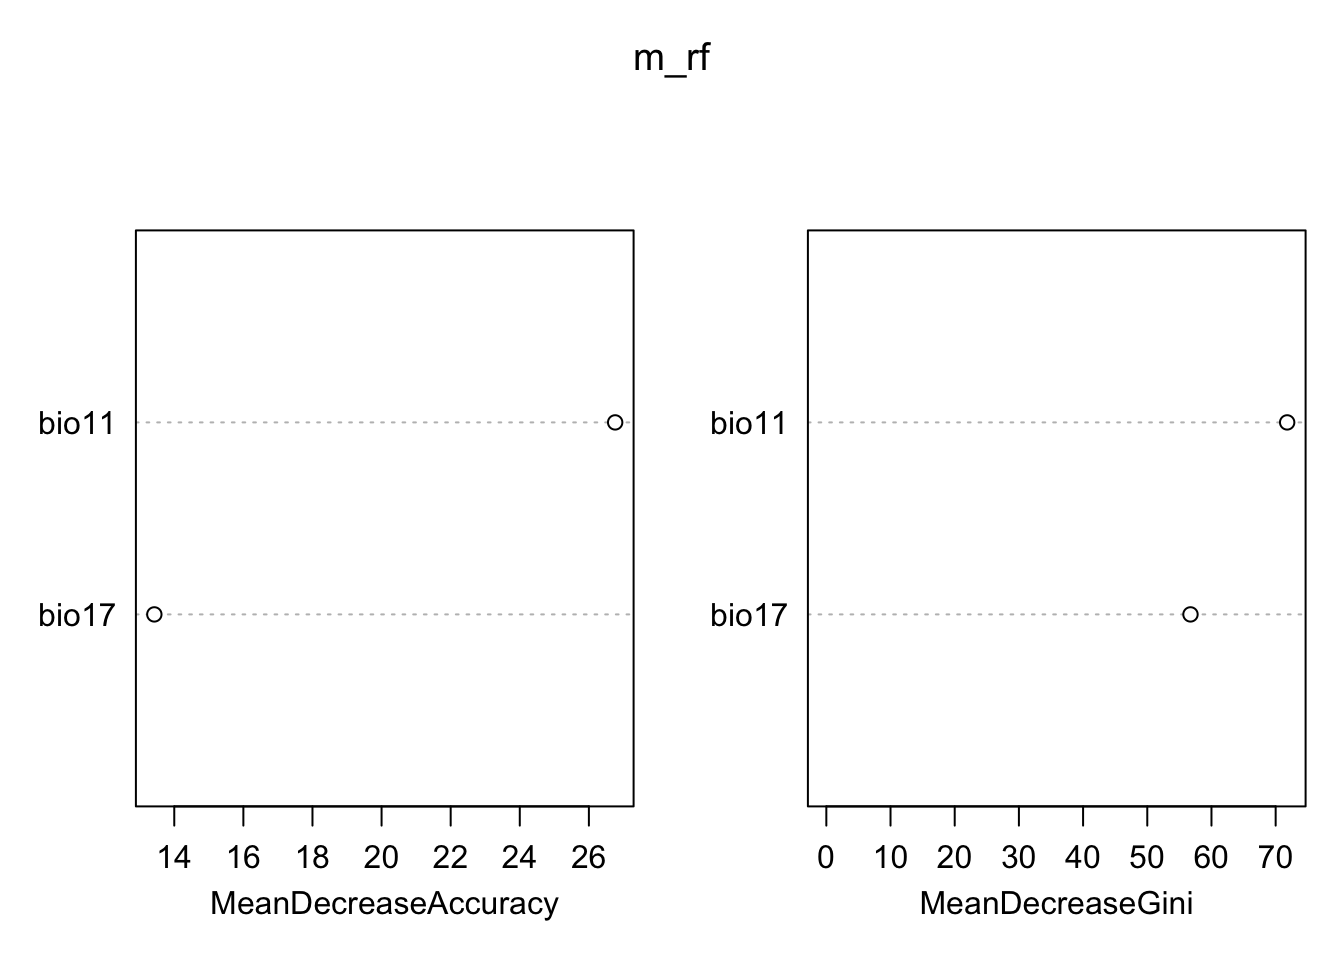 m_rf
bio11
bio17
14 16 18 20 22 24 26
MeanDecreaseAccuracy
bio11
bio17
0 10 20 30 40 50 60 70
MeanDecreaseGini